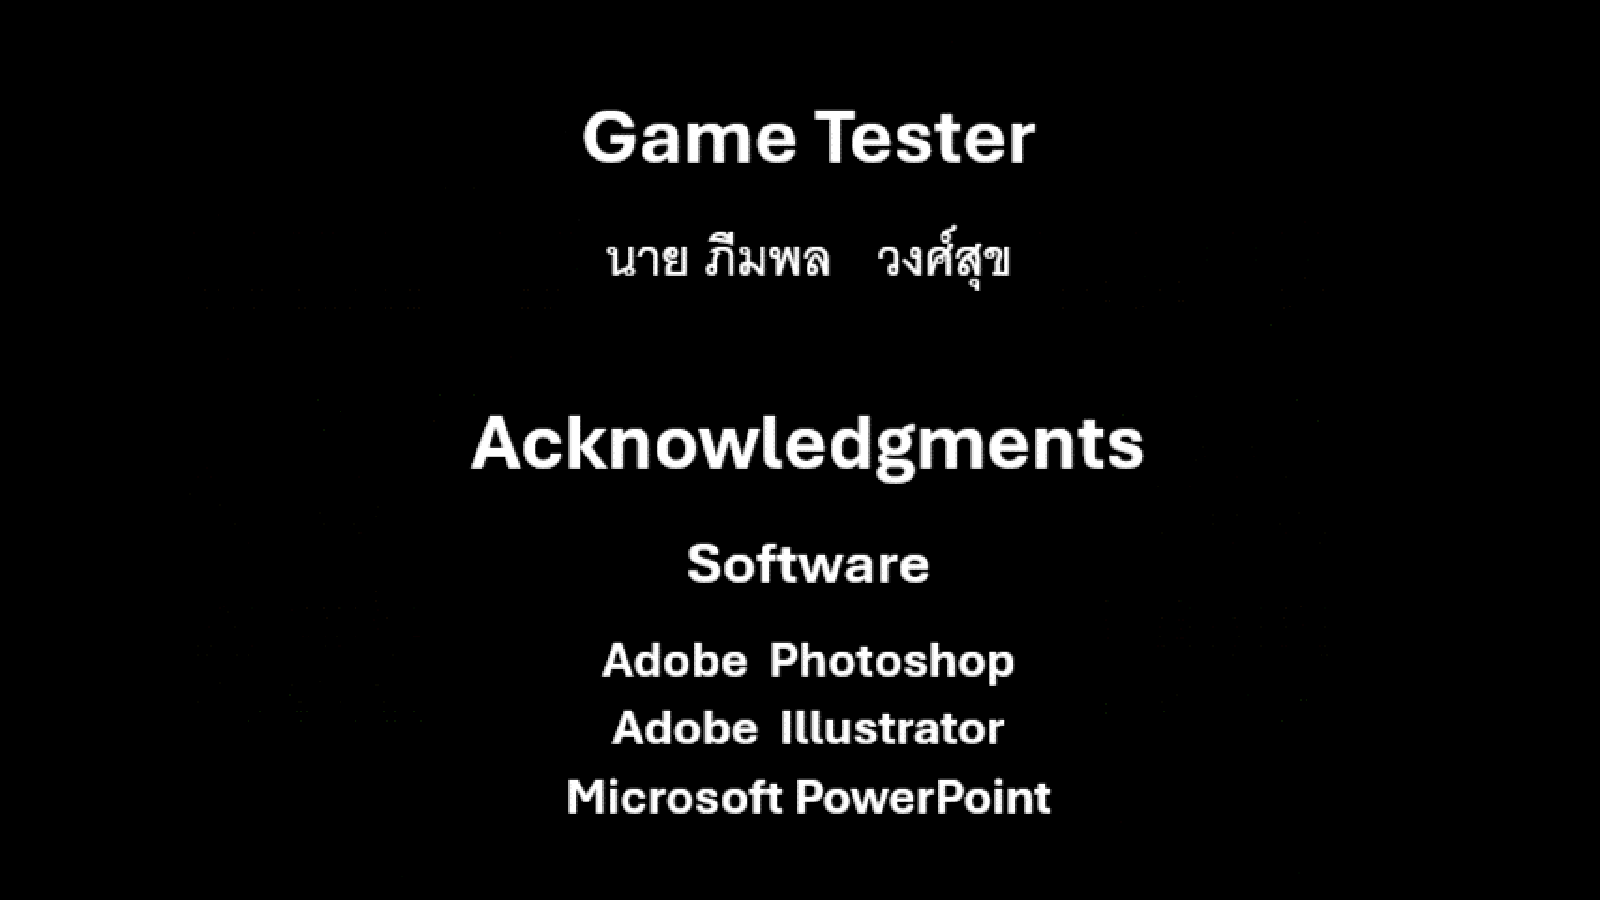 Game Tester
นาย ภีมพล วงศ์สุข
Acknowledgments
Software
Adobe Photoshop
Adobe Illustrator
Microsoft PowerPoint